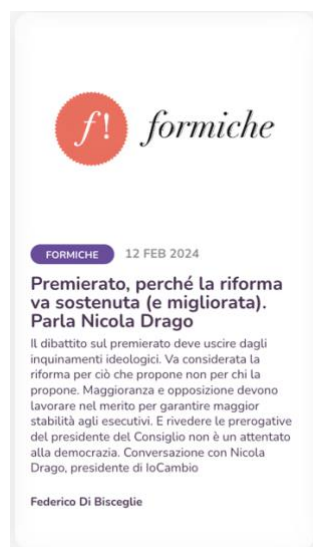 f! formiche
FORMICHE 12 FEB 2024
Premierato, perché la riforma
va sostenuta (e migliorata).
Parla Nicola Drago
Il dibattito sul premierato deve uscire dagli
inquinamenti ideologici. Va considerata la
riforma per ciò che propone non per chi la
propone. Maggioranza e opposizione devono
lavorare nel merito per garantire maggior
stabilità agli esecutivi. E rivedere le prerogative
del presidente del Consiglio non è un attentato
alla democrazia. Conversazione con Nicola
Drago, presidente di IoCambio
Federico Di Bisceglie